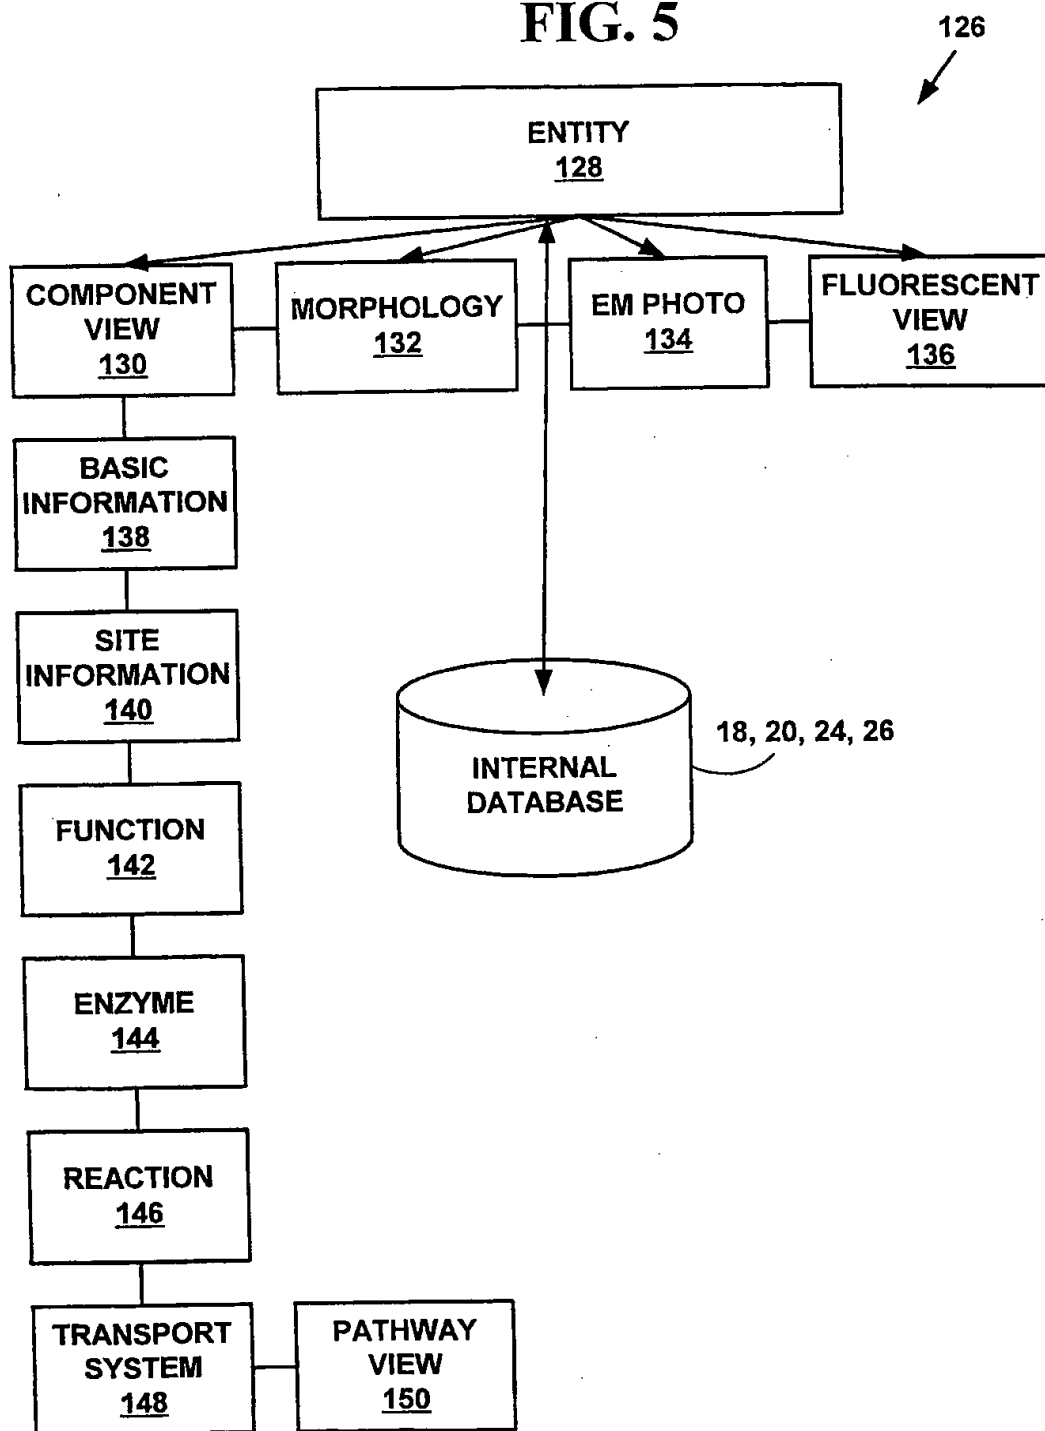 FIG. 5
126
ENTITY
128
COMPONENT
VIEW
130
MORPHOLOGY
132
EM PHOTO
134
FLUORESCENT
VIEW
136
BASIC
INFORMATION
138
SITE
INFORMATION
140
INTERNAL
DATABASE
18, 20, 24, 26
FUNCTION
142
ENZYME
144
REACTION
146
TRANSPORT
SYSTEM
148
PATHWAY
VIEW
150